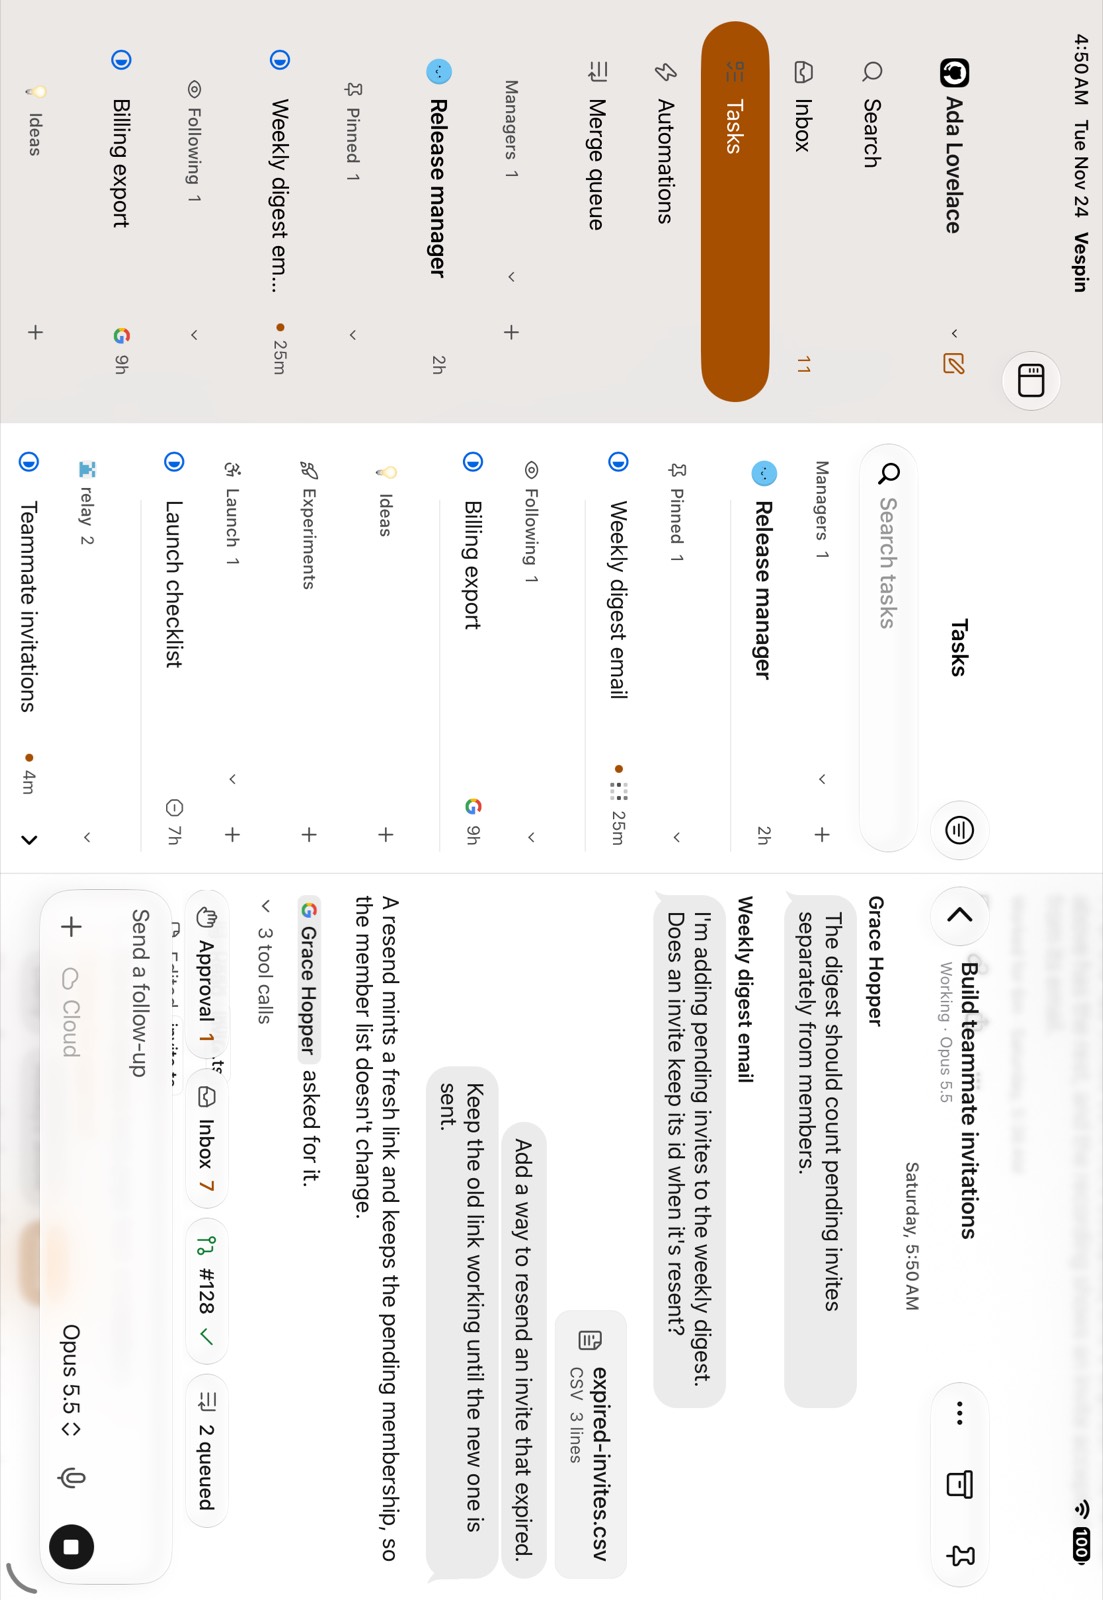 4:50 AM Tue Nov 24 Vespin
100
Ada Lovelace
Search
Inbox 11
Tasks
Automations
Merge queue
Managers 1
Release manager 2h
Pinned 1
Weekly digest em... 25m
Following 1
Billing export 9h
Ideas
Tasks
Search tasks
Managers 1
Release manager 2h
Pinned 1
Weekly digest email 25m
Following 1
Billing export 9h
Ideas
Experiments
Launch 1
Launch checklist 7h
relay 2
Teammate invitations 4m
Build teammate invitations
Working · Opus 5.5
Saturday, 5:50 AM
Grace Hopper
The digest should count pending invites
separately from members.
Weekly digest email
I'm adding pending invites to the weekly digest.
Does an invite keep its id when it's resent?
expired-invites.csv
CSV 3 lines
Add a way to resend an invite that expired.
Keep the old link working until the new one is
sent.
A resend mints a fresh link and keeps the pending membership, so
the member list doesn't change.
Grace Hopper asked for it.
3 tool calls
Approval 1
Inbox 7
#128
2 queued
Edited invite.ts
Send a follow-up
Cloud
Opus 5.5